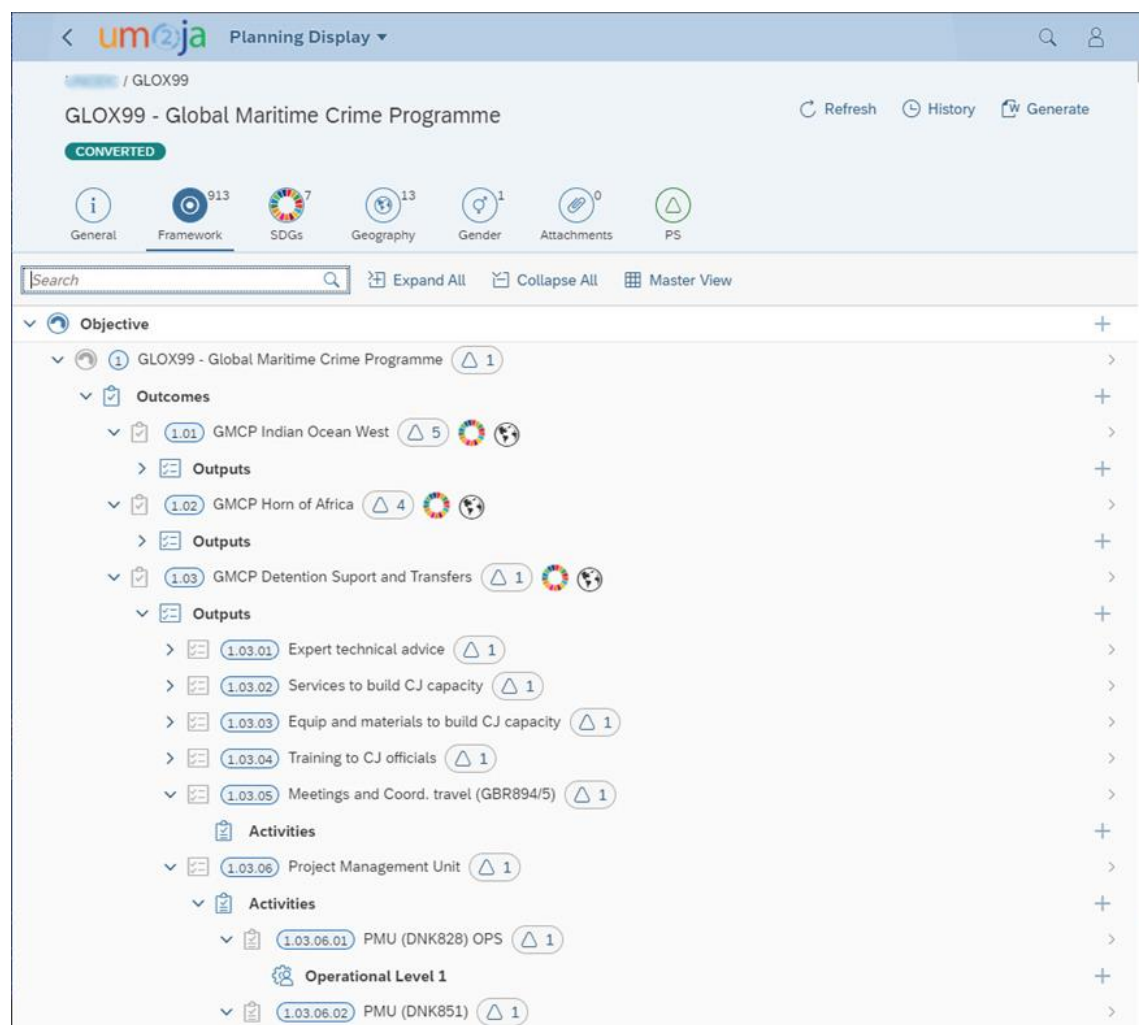 umoja Planning Display
/ GLOX99
GLOX99 - Global Maritime Crime Programme
Refresh History Generate
CONVERTED
913 7 13 1 0
General Framework SDGs Geography Gender Attachments PS
Search Expand All Collapse All Master View
Objective
1 GLOX99 - Global Maritime Crime Programme 1
Outcomes
1.01 GMCP Indian Ocean West 5
Outputs
1.02 GMCP Horn of Africa 4
Outputs
1.03 GMCP Detention Suport and Transfers 1
Outputs
1.03.01 Expert technical advice 1
1.03.02 Services to build CJ capacity 1
1.03.03 Equip and materials to build CJ capacity 1
1.03.04 Training to CJ officials 1
1.03.05 Meetings and Coord. travel (GBR894/5) 1
Activities
1.03.06 Project Management Unit 1
Activities
1.03.06.01 PMU (DNK828) OPS 1
Operational Level 1
1.03.06.02 PMU (DNK851) 1